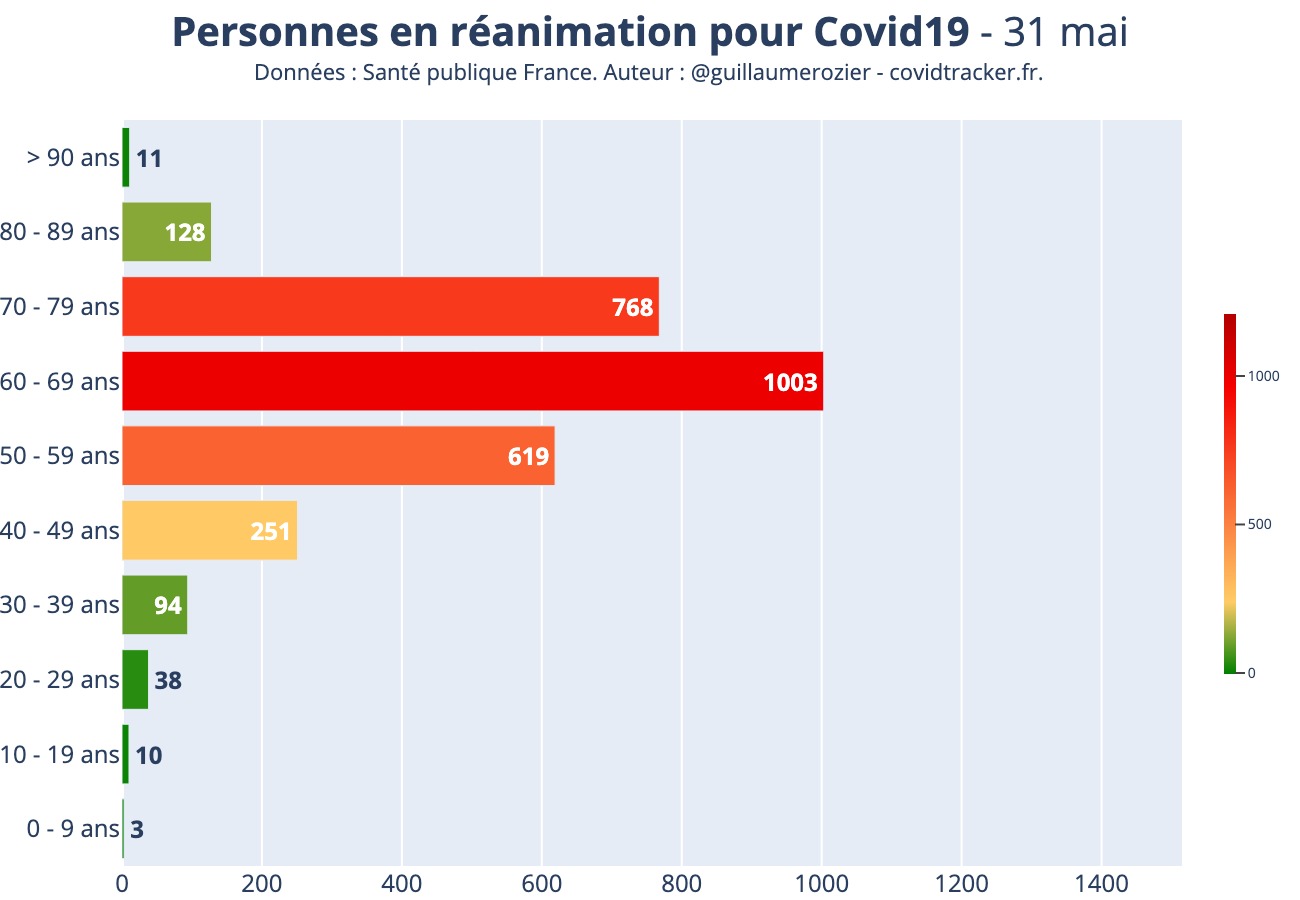 Personnes en réanimation pour Covid19 - 31 mai
Données : Santé publique France. Auteur : @guillaumerozier - covidtracker.fr.
> 90 ans 11
80 - 89 ans 128
70 - 79 ans 768
60 - 69 ans 1003
50 - 59 ans 619
40 - 49 ans 251
30 - 39 ans 94
20 - 29 ans 38
10 - 19 ans 10
0 - 9 ans 3
0 200 400 600 800 1000 1200 1400
1000
500
0